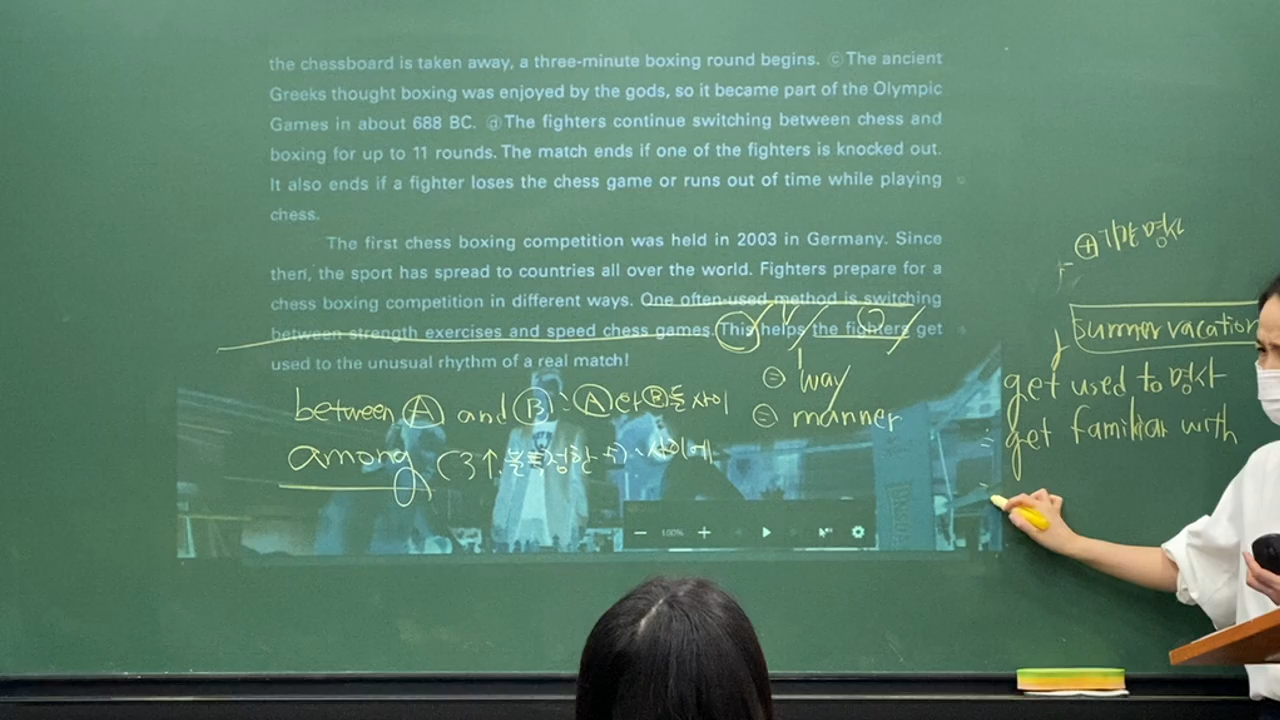 the chessboard is taken away, a three-minute boxing round begins. ⓒThe ancient
Greeks thought boxing was enjoyed by the gods, so it became part of the Olympic
Games in about 688 BC. ⓓThe fighters continue switching between chess and
boxing for up to 11 rounds. The match ends if one of the fighters is knocked out.
It also ends if a fighter loses the chess game or runs out of time while playing
chess.
The first chess boxing competition was held in 2003 in Germany. Since
then, the sport has spread to countries all over the world. Fighters prepare for a
chess boxing competition in different ways. One often-used method is switching
between strength exercises and speed chess games. This helps the fighters get
used to the unusual rhythm of a real match!
between Ⓐ and Ⓑ : Ⓐ와 Ⓑ둘 사이
among (3↑ 불특정한 수) 사이에
= way
= manner
⊕ 기간 명사
summer vacation
get used to 명사
= get familiar with
100%